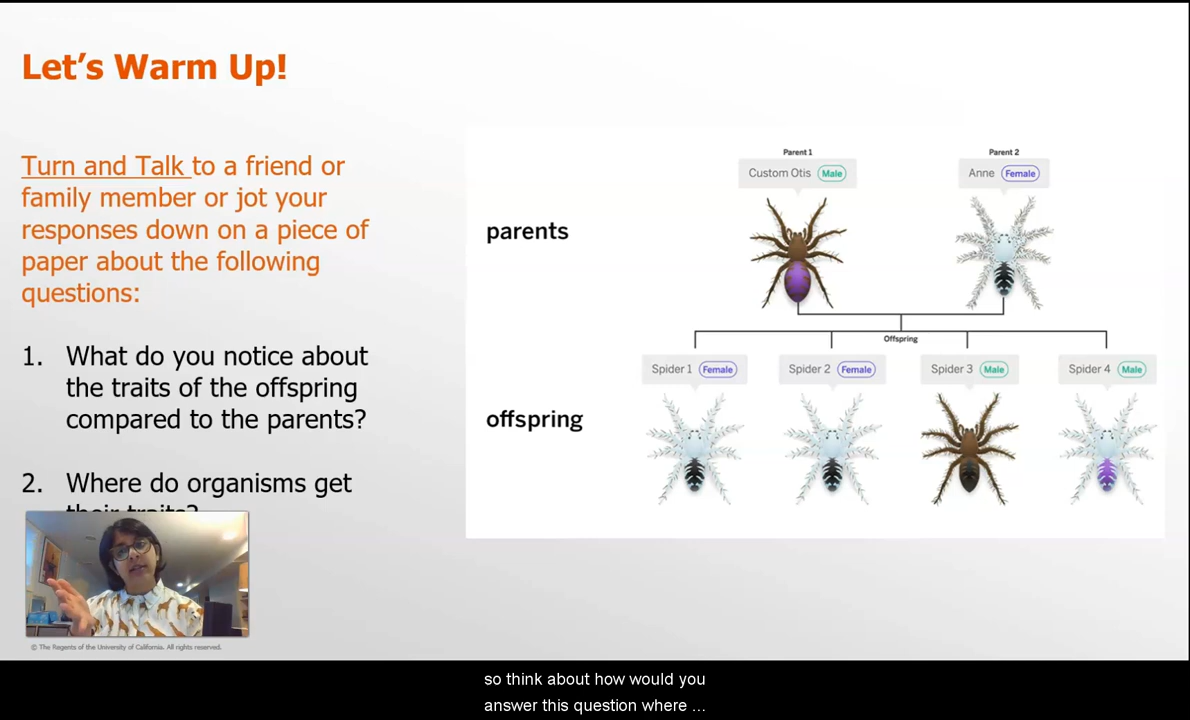 Let's Warm Up!
Turn and Talk to a friend or
family member or jot your
responses down on a piece of
paper about the following
questions:
1. What do you notice about
the traits of the offspring
compared to the parents?
2. Where do organisms get
their traits?
parents
Parent 1
Custom Otis Male
Parent 2
Anne Female
Offspring
Spider 1 Female
Spider 2 Female
Spider 3 Male
Spider 4 Male
offspring
© The Regents of the University of California. All rights reserved.
so think about how would you
answer this question where ...